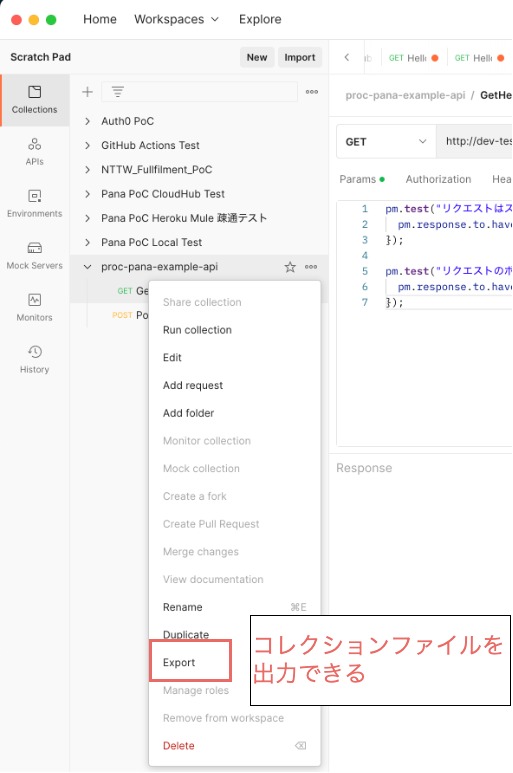 Home Workspaces Explore
Scratch Pad New Import
GET Hello GET Hello
Collections
APIs
Environments
Mock Servers
Monitors
History
Auth0 PoC
GitHub Actions Test
NTTW_Fullfilment_PoC
Pana PoC CloudHub Test
Pana PoC Heroku Mule 疎通テスト
Pana PoC Local Test
proc-pana-example-api
GET Ge
POST Po
Share collection
Run collection
Edit
Add request
Add folder
Monitor collection
Mock collection
Create a fork
Create Pull Request
Merge changes
View documentation
Rename ⌘E
Duplicate
Export
Manage roles
Remove from workspace
Delete
コレクションファイルを
出力できる
proc-pana-example-api / GetHe
GET http://dev-tes
Params Authorization Hea
1 pm.test("リクエストはス
2 pm.response.to.have
3 });
4
5 pm.test("リクエストのボ
6 pm.response.to.have
7 });
Response